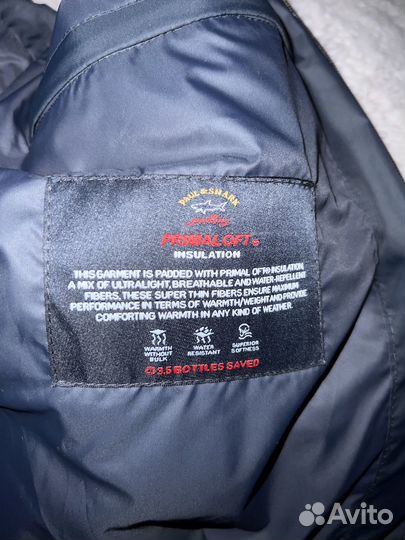 PAUL & SHARK
yachting
PRIMALOFT®
INSULATION
THIS GARMENT IS PADDED WITH PRIMALOFT® INSULATION
A MIX OF ULTRALIGHT, BREATHABLE AND WATER-REPELLENT
FIBERS. THESE SUPER THIN FIBERS ENSURE MAXIMUM
PERFORMANCE IN TERMS OF WARMTH/WEIGHT AND PROVIDE
COMFORTING WARMTH IN ANY KIND OF WEATHER.
WARMTH WATER SUPERIOR
WITHOUT RESISTANT SOFTNESS
BULK
3.5 BOTTLES SAVED
Avito